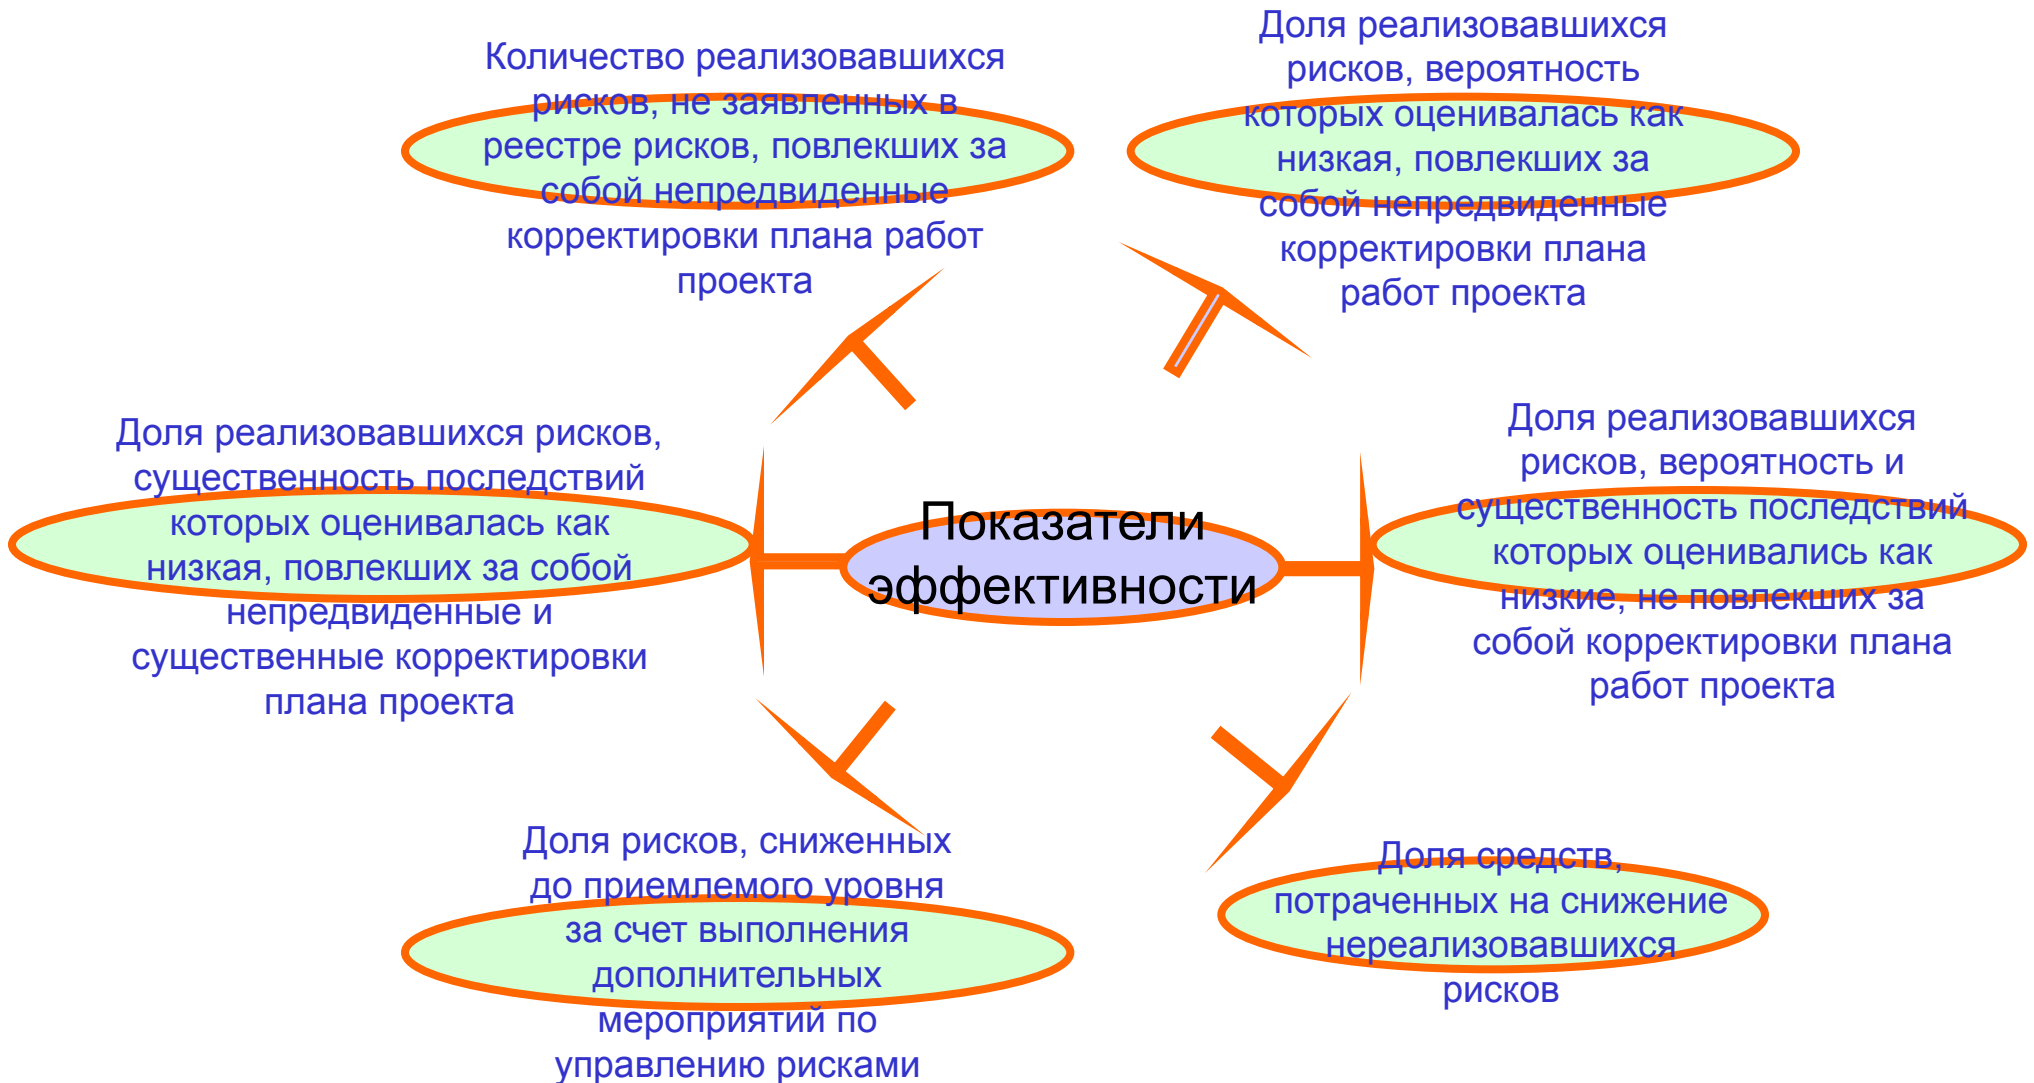 Количество реализовавшихся
рисков, не заявленных в
реестре рисков, повлекших за
собой непредвиденные
корректировки плана работ
проекта
Доля реализовавшихся
рисков, вероятность
которых оценивалась как
низкая, повлекших за
собой непредвиденные
корректировки плана
работ проекта
Доля реализовавшихся рисков,
существенность последствий
которых оценивалась как
низкая, повлекших за собой
непредвиденные и
существенные корректировки
плана проекта
Показатели
эффективности
Доля реализовавшихся
рисков, вероятность и
существенность последствий
которых оценивались как
низкие, не повлекших за
собой корректировки плана
работ проекта
Доля рисков, сниженных
до приемлемого уровня
за счет выполнения
дополнительных
мероприятий по
управлению рисками
Доля средств,
потраченных на снижение
нереализовавшихся
рисков